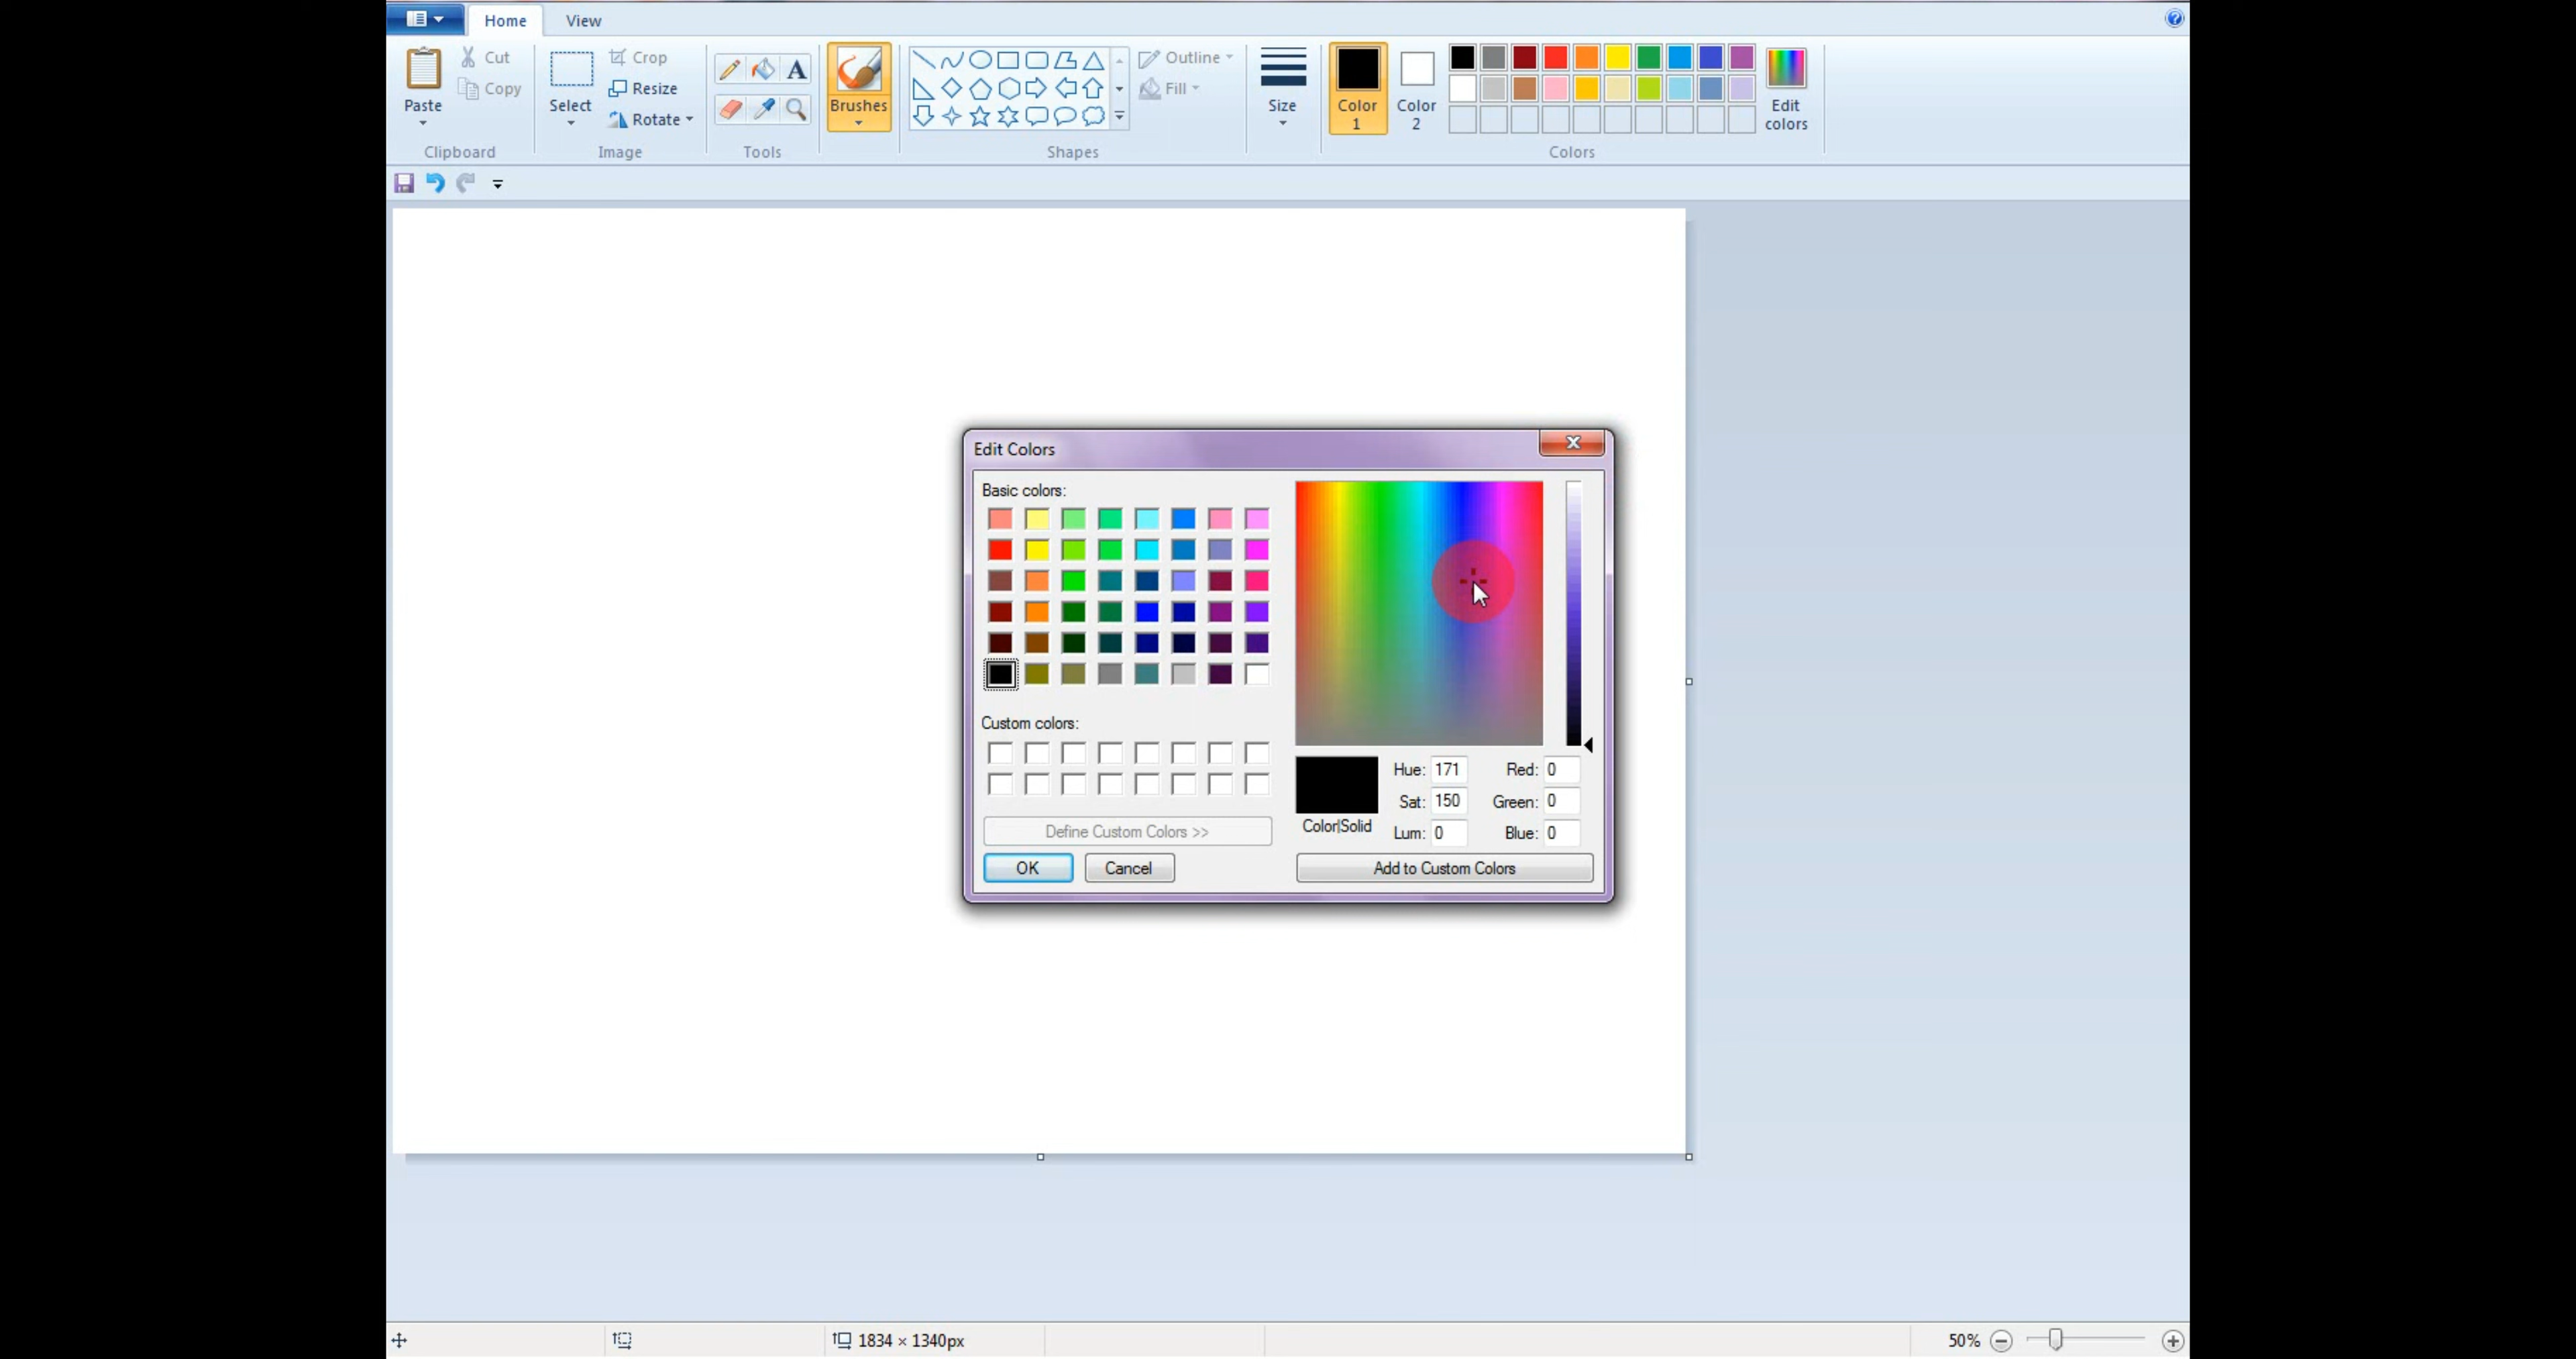 Home View
Paste
Cut
Copy
Clipboard
Select
Crop
Resize
Rotate
Image
A
Tools
Brushes
Outline
Fill
Shapes
Size
Color
1
Color
2
Edit
colors
Colors
Edit Colors
Basic colors:
Custom colors:
Define Custom Colors >>
OK Cancel
Color|Solid
Hue: 171 Red: 0
Sat: 150 Green: 0
Lum: 0 Blue: 0
Add to Custom Colors
1834 × 1340px
50%